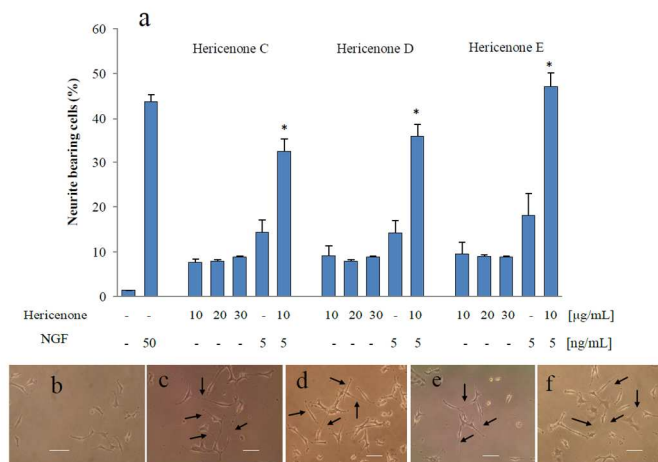 a
Hericenone C Hericenone D Hericenone E
Neurite bearing cells (%)
60
50
40
30
20
10
0
* * *
Hericenone - - 10 20 30 - 10 10 20 30 - 10 10 20 30 - 10 [µg/mL]
NGF - 50 - - - 5 5 - - - 5 5 - - - 5 5 [ng/mL]
b c d e f